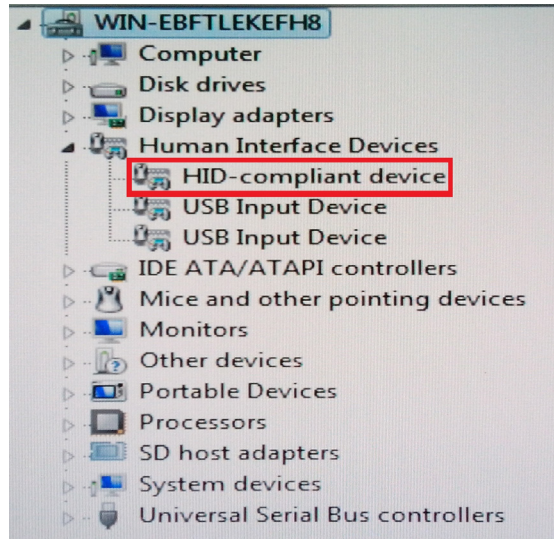 WIN-EBFTLEKEFH8
Computer
Disk drives
Display adapters
Human Interface Devices
HID-compliant device
USB Input Device
USB Input Device
IDE ATA/ATAPI controllers
Mice and other pointing devices
Monitors
Other devices
Portable Devices
Processors
SD host adapters
System devices
Universal Serial Bus controllers